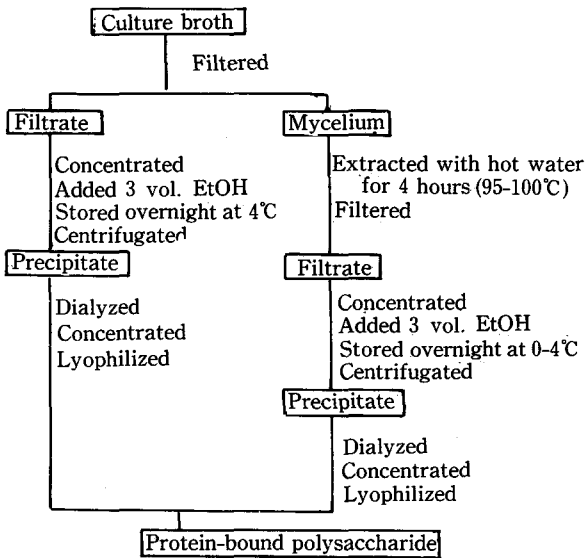 Culture broth
Filtered
Filtrate
Concentrated
Added 3 vol. EtOH
Stored overnight at 4℃
Centrifugated
Precipitate
Dialyzed
Concentrated
Lyophilized
Mycelium
Extracted with hot water
for 4 hours (95-100℃)
Filtered
Filtrate
Concentrated
Added 3 vol. EtOH
Stored overnight at 0-4℃
Centrifugated
Precipitate
Dialyzed
Concentrated
Lyophilized
Protein-bound polysaccharide